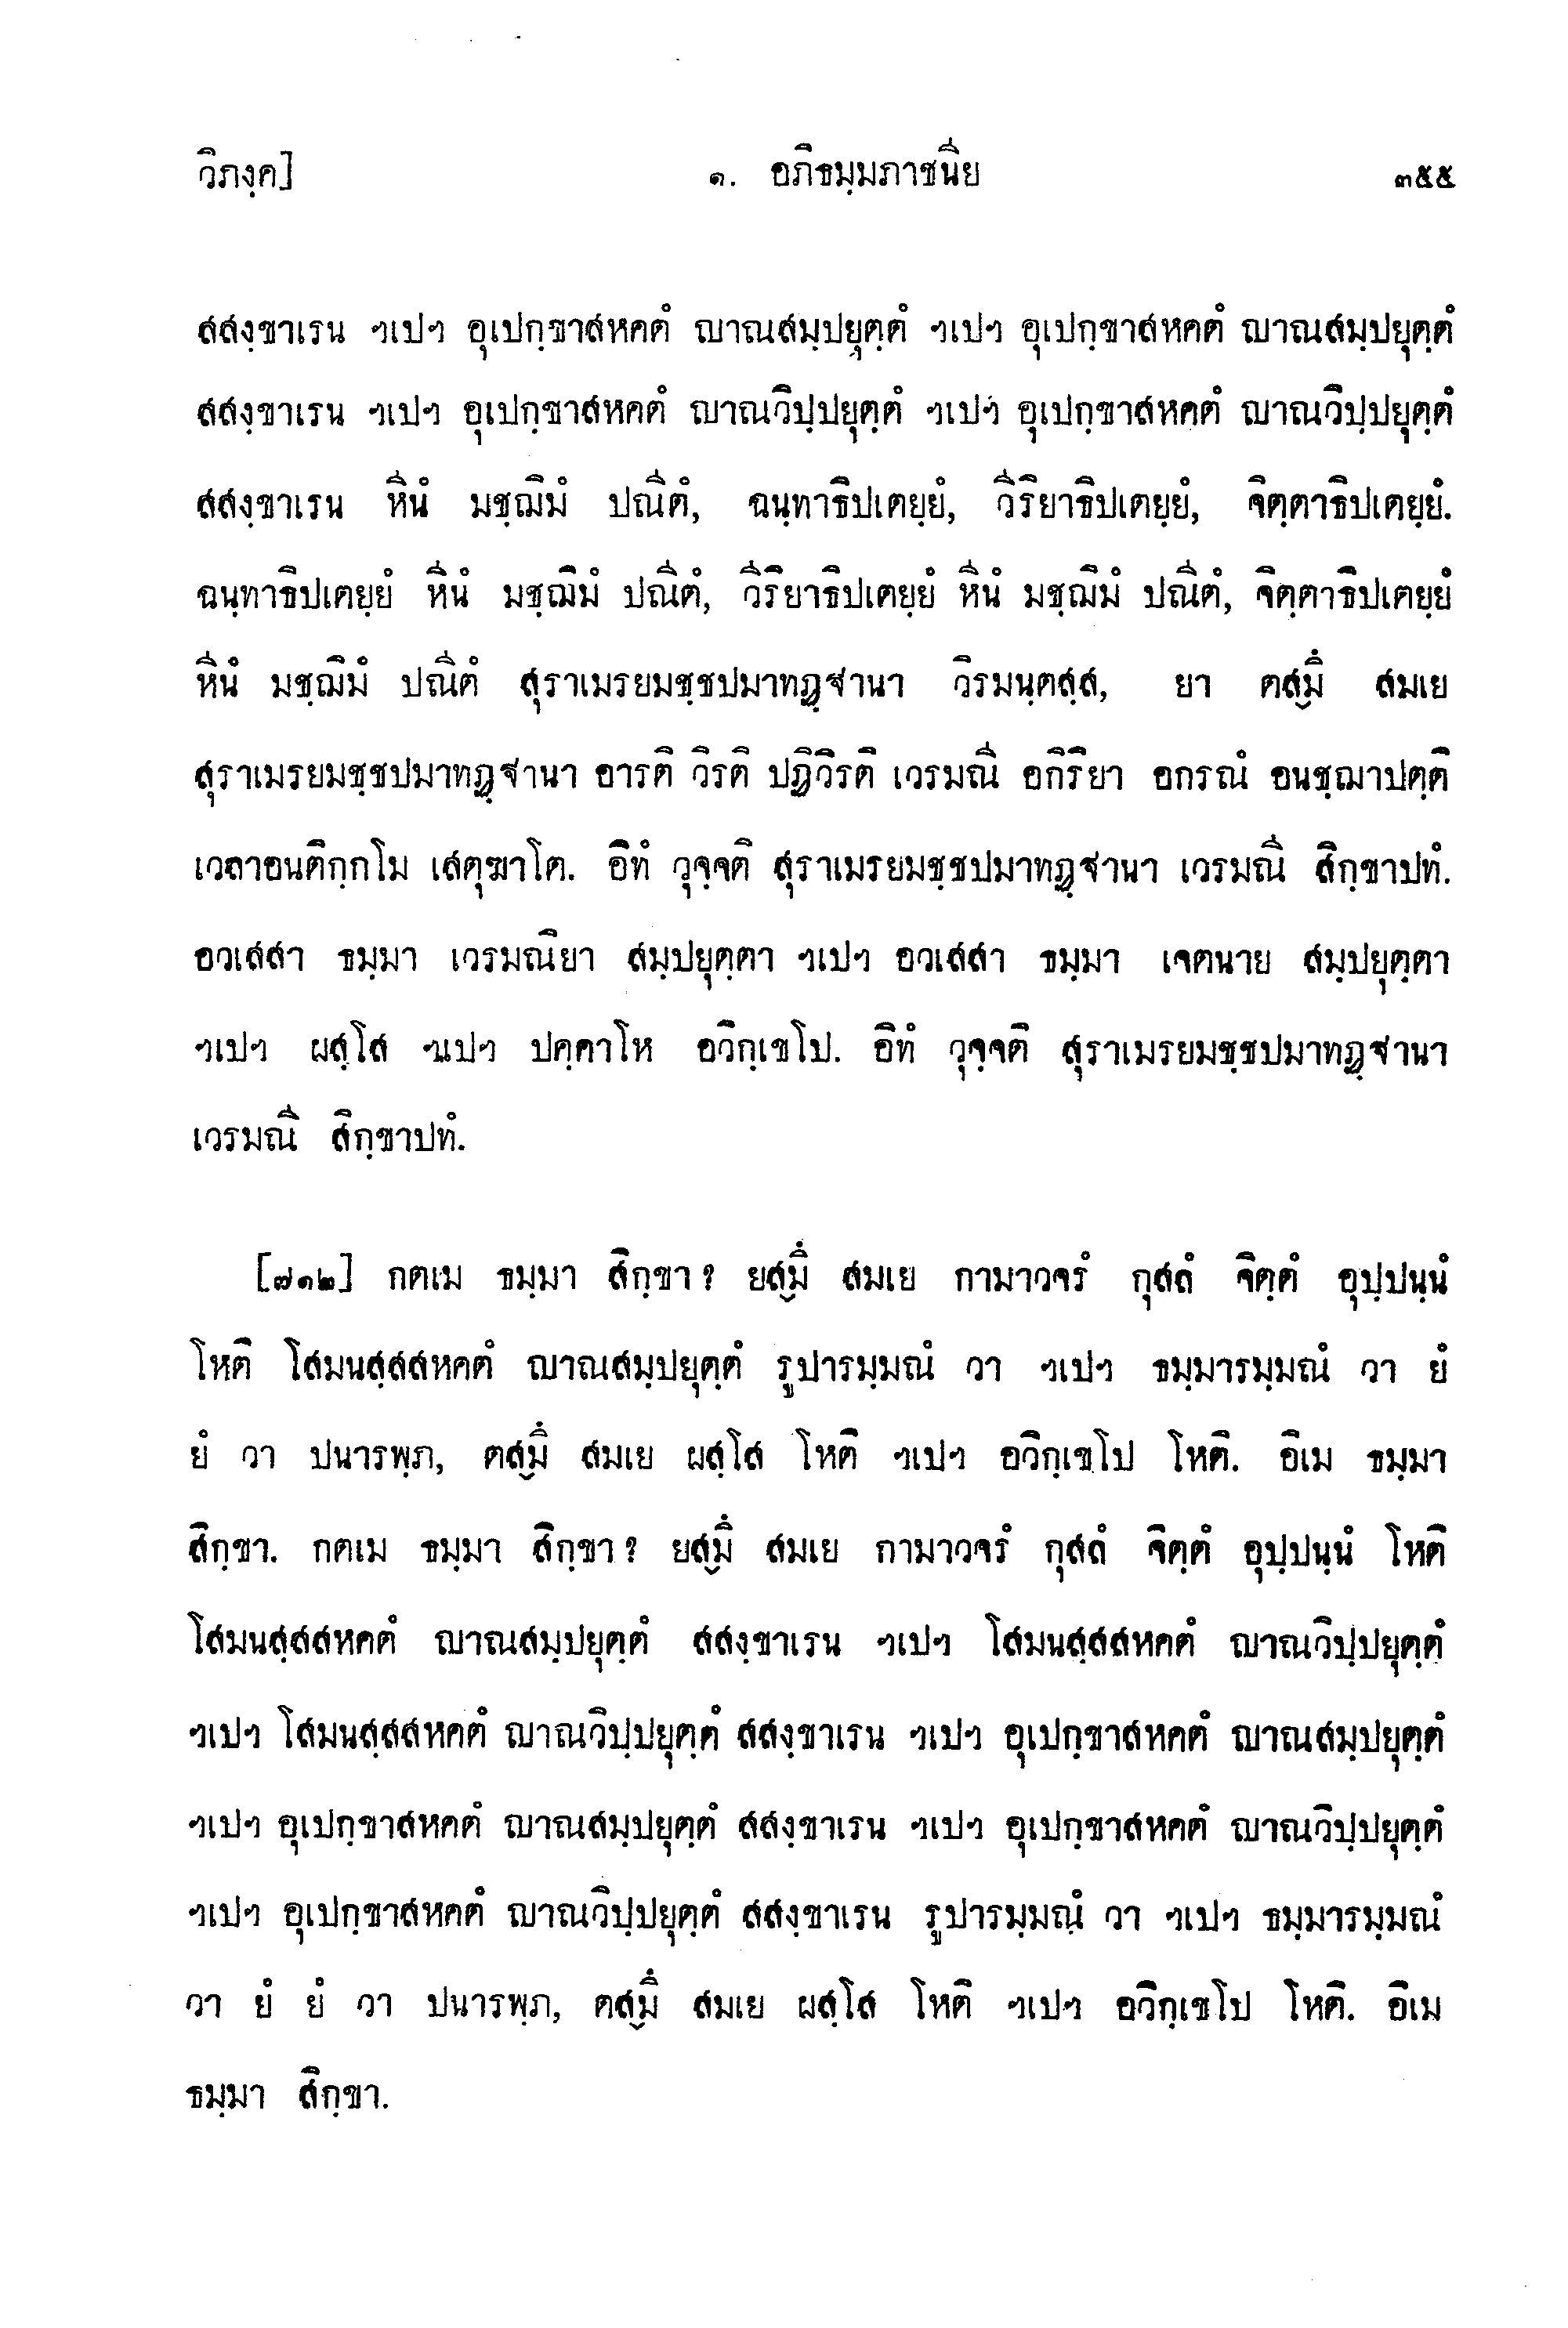 วิภงฺค]	๑. อภิธมฺมภาชนีย	๓๕๕
สสงฺขาเรน ฯเปฯ อุเปกฺขาสหคตํ ญาณสมฺปยุตฺตํ ฯเปฯ อุเปกฺขาสหคตํ ญาณสมฺปยุตฺตํ
สสงฺขาเรน ฯเปฯ อุเปกฺขาสหคตํ ญาณวิปฺปยุตฺตํ ฯเปฯ อุเปกฺขาสหคตํ ญาณวิปฺปยุตฺตํ
สสงฺขาเรน หีนํ มชฺฌิมํ ปณีตํ, ฉนฺทาธิปเตยฺยํ, วีริยาธิปเตยฺยํ, จิตฺตาธิปเตยฺยํ.
ฉนฺทาธิปเตยฺยํ หีนํ มชฺฌิมํ ปณีตํ, วีริยาธิปเตยฺยํ หีนํ มชฺฌิมํ ปณีตํ, จิตฺตาธิปเตยฺยํ
หีนํ มชฺฌิมํ ปณีตํ สุราเมรยมชฺชปมาทฏฺฐานา วิรมนฺตสฺส, ยา ตสฺมิํ สมเย
สุราเมรยมชฺชปมาทฏฺฐานา อารติ วิรติ ปฏิวิรติ เวรมณี อกิริยา อกรณํ อนชฺฌาปตฺติ
เวลาอนติกฺกโม เสตุฆาโต. อิทํ วุจฺจติ สุราเมรยมชฺชปมาทฏฺฐานา เวรมณี สิกฺขาปทํ.
อวเสสา ธมฺมา เวรมณิยา สมฺปยุตฺตา ฯเปฯ อวเสสา ธมฺมา เจตนาย สมฺปยุตฺตา
ฯเปฯ ผสฺโส ฯเปฯ ปคฺคาโห อวิกฺเขโป. อิทํ วุจฺจติ สุราเมรยมชฺชปมาทฏฺฐานา
เวรมณี สิกฺขาปทํ.
[๗๑๒] กตเม ธมฺมา สิกฺขา ? ยสฺมิํ สมเย กามาวจรํ กุสลํ จิตฺตํ อุปฺปนฺนํ
โหติ โสมนสฺสสหคตํ ญาณสมฺปยุตฺตํ รูปารมฺมณํ วา ฯเปฯ ธมฺมารมฺมณํ วา ยํ
ยํ วา ปนารพฺภ, ตสฺมิํ สมเย ผสฺโส โหติ ฯเปฯ อวิกฺเขโป โหติ. อิเม ธมฺมา
สิกฺขา. กตเม ธมฺมา สิกฺขา ? ยสฺมิํ สมเย กามาวจรํ กุสลํ จิตฺตํ อุปฺปนฺนํ โหติ
โสมนสฺสสหคตํ ญาณสมฺปยุตฺตํ สสงฺขาเรน ฯเปฯ โสมนสฺสสหคตํ ญาณวิปฺปยุตฺตํ
ฯเปฯ โสมนสฺสสหคตํ ญาณวิปฺปยุตฺตํ สสงฺขาเรน ฯเปฯ อุเปกฺขาสหคตํ ญาณสมฺปยุตฺตํ
ฯเปฯ อุเปกฺขาสหคตํ ญาณสมฺปยุตฺตํ สสงฺขาเรน ฯเปฯ อุเปกฺขาสหคตํ ญาณวิปฺปยุตฺตํ
ฯเปฯ อุเปกฺขาสหคตํ ญาณวิปฺปยุตฺตํ สสงฺขาเรน รูปารมฺมณํ วา ฯเปฯ ธมฺมารมฺมณํ
วา ยํ ยํ วา ปนารพฺภ, ตสฺมิํ สมเย ผสฺโส โหติ ฯเปฯ อวิกฺเขโป โหติ. อิเม
ธมฺมา สิกฺขา.